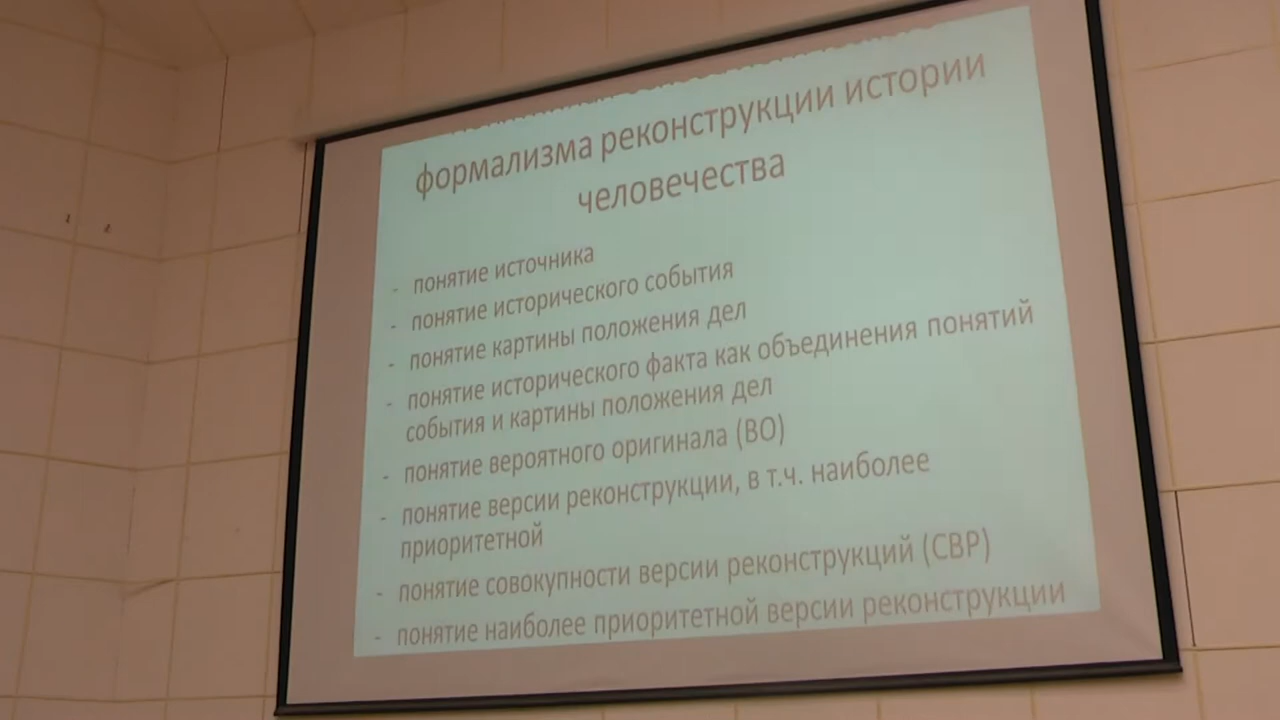 формализма реконструкции истории
человечества
- понятие источника
- понятие исторического события
- понятие картины положения дел
- понятие исторического факта как объединения понятий
события и картины положения дел
- понятие вероятного оригинала (ВО)
- понятие версии реконструкции, в т.ч. наиболее
приоритетной
- понятие совокупности версии реконструкций (СВР)
- понятие наиболее приоритетной версии реконструкции